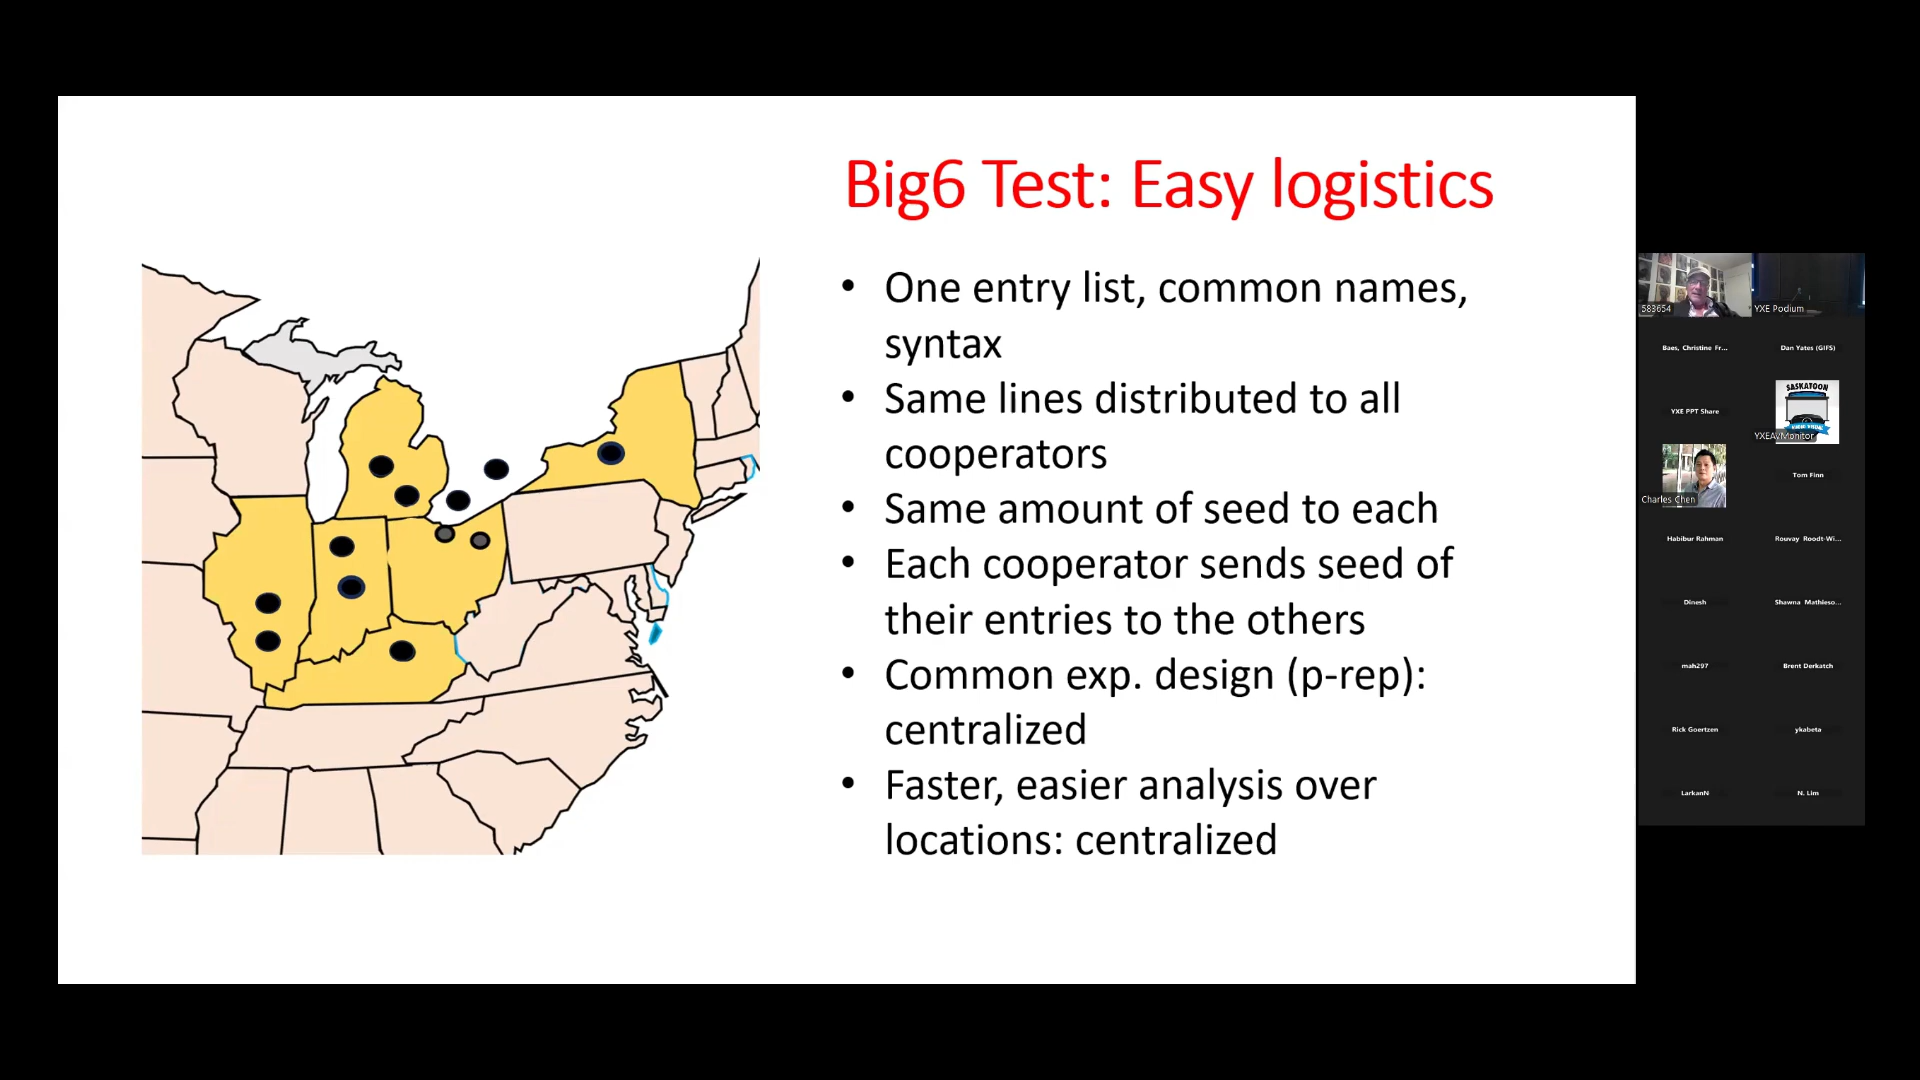 Big6 Test: Easy logistics
• One entry list, common names,
syntax
• Same lines distributed to all
cooperators
• Same amount of seed to each
• Each cooperator sends seed of
their entries to the others
• Common exp. design (p-rep):
centralized
• Faster, easier analysis over
locations: centralized
583654
YXE Podium
Baes, Christine Fr...
Dan Yates (GIFS)
YXE PPT Share
SASKATOON
YXEAVMonitor
Charles Chen
Tom Finn
Habibur Rahman
Rouvay Roodt-Wi...
Dinesh
Shawna Mathieso...
mah297
Brent Derkatch
Rick Goertzen
ykabeta
LarkanN
N. Lim